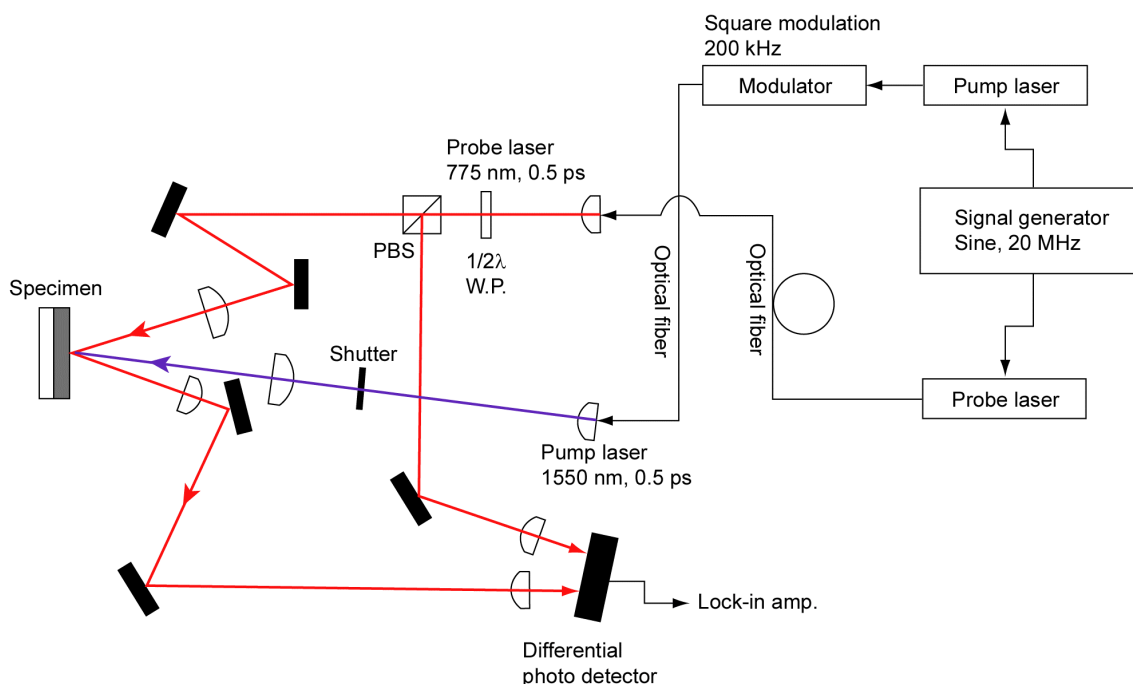 Square modulation
200 kHz
Modulator
Pump laser
Probe laser
775 nm, 0.5 ps
Signal generator
Sine, 20 MHz
PBS
1/2λ
W.P.
Optical fiber
Optical fiber
Specimen
Shutter
Probe laser
Pump laser
1550 nm, 0.5 ps
Lock-in amp.
Differential
photo detector